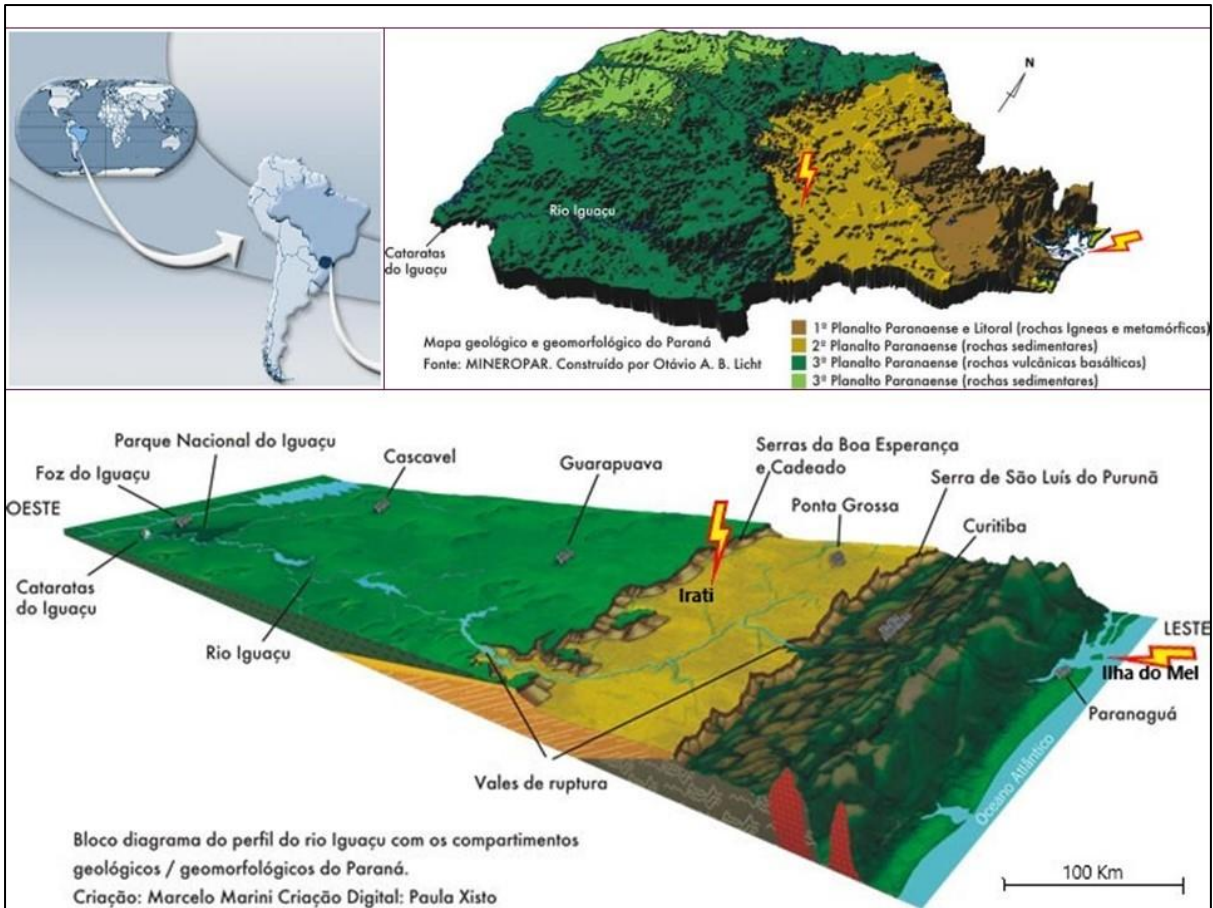 N
Rio Iguaçu
Cataratas
do Iguaçu
Mapa geológico e geomorfológico do Paraná
Fonte: MINEROPAR. Construído por Otávio A. B. Licht
1º Planalto Paranaense e Litoral (rochas Igneas e metamórficas)
2º Planalto Paranaense (rochas sedimentares)
3º Planalto Paranaense (rochas vulcânicas basálticas)
3º Planalto Paranaense (rochas sedimentares)
Parque Nacional do Iguaçu
Foz do Iguaçu
Cascavel
Guarapuava
Serras da Boa Esperança
e Cadeado
Serra de São Luís do Purunã
Ponta Grossa
Curitiba
OESTE
Cataratas
do Iguaçu
Rio Iguaçu
Irati
LESTE
Ilha do Mel
Paranaguá
Vales de ruptura
Oceano Atlântico
Bloco diagrama do perfil do rio Iguaçu com os compartimentos
geológicos / geomorfológicos do Paraná.
Criação: Marcelo Marini Criação Digital: Paula Xisto
100 Km